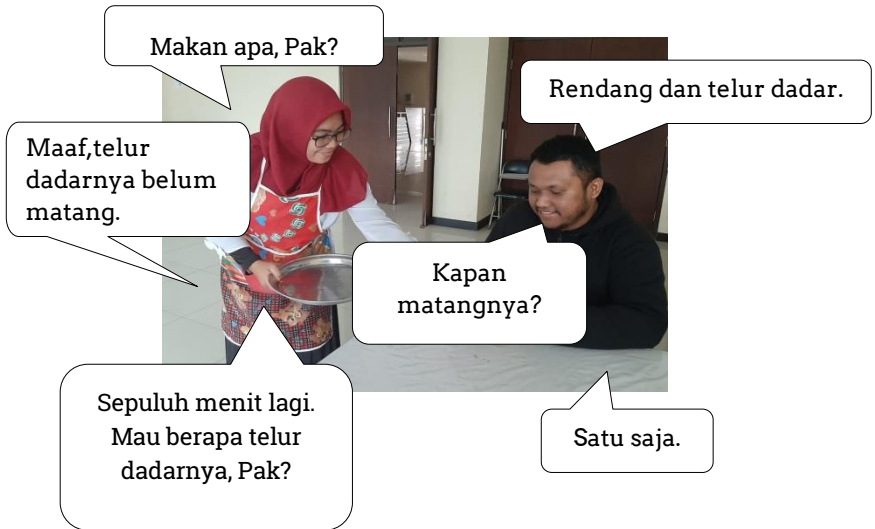 Makan apa, Pak?
Rendang dan telur dadar.
Maaf,telur
dadarnya belum
matang.
Kapan
matangnya?
Sepuluh menit lagi.
Mau berapa telur
dadarnya, Pak?
Satu saja.